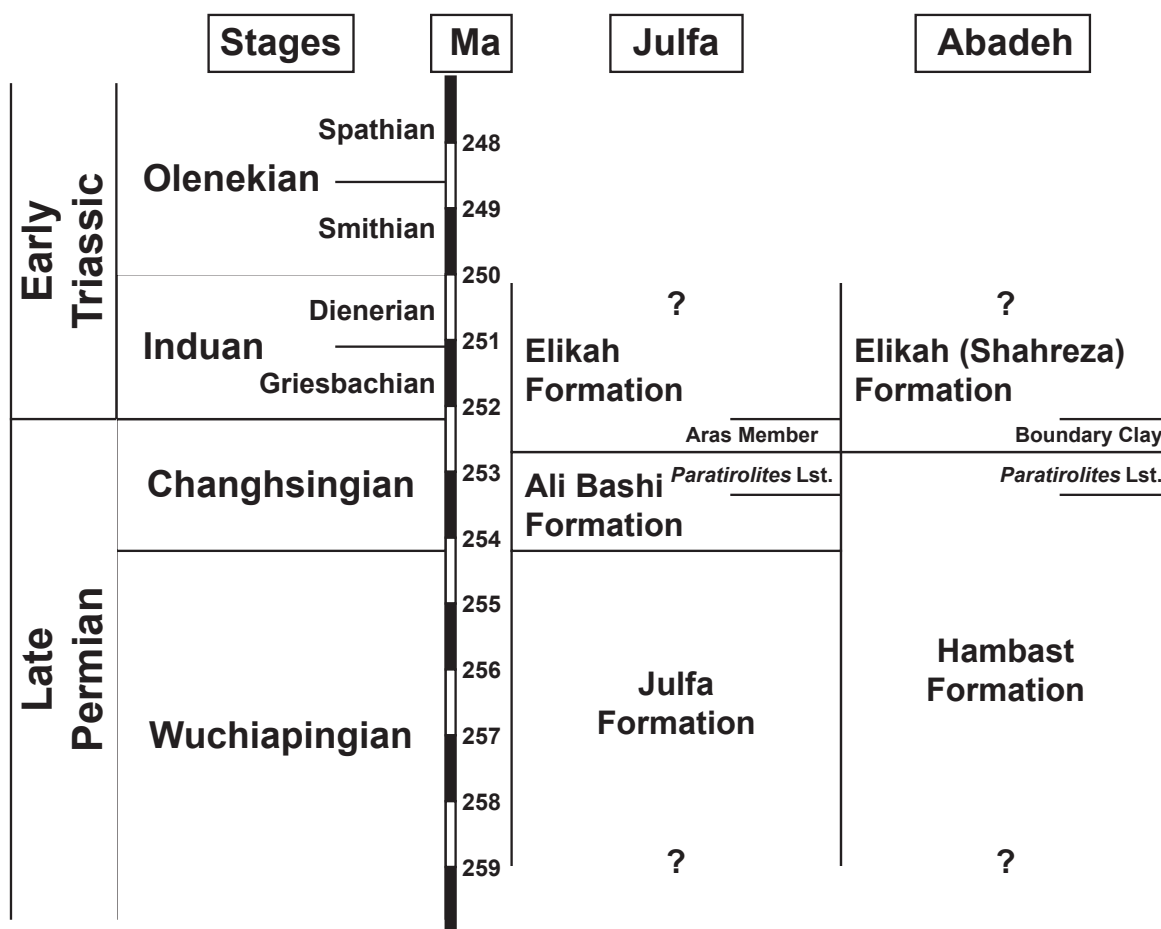 Stages Ma Julfa Abadeh
Early
Triassic
Late
Permian
Spathian
Olenekian
Smithian
Dienerian
Induan
Griesbachian
Changhsingian
Wuchiapingian
248
249
250
251
252
253
254
255
256
257
258
259
?
Elikah
Formation
Aras Member
Paratirolites Lst.
Ali Bashi
Formation
Julfa
Formation
?
?
Elikah (Shahreza)
Formation
Boundary Clay
Paratirolites Lst.
Hambast
Formation
?